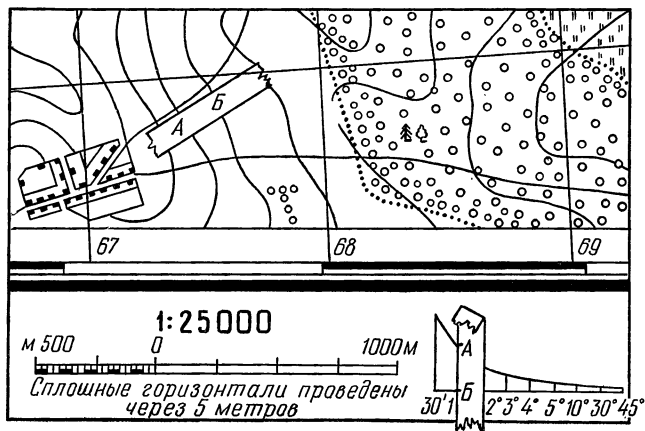 А Б
67 68 69
1:25000
м 500 0 1000м
Сплошные горизонтали проведены
через 5 метров
А
Б
30' 1 2° 3° 4° 5° 10° 30° 45°